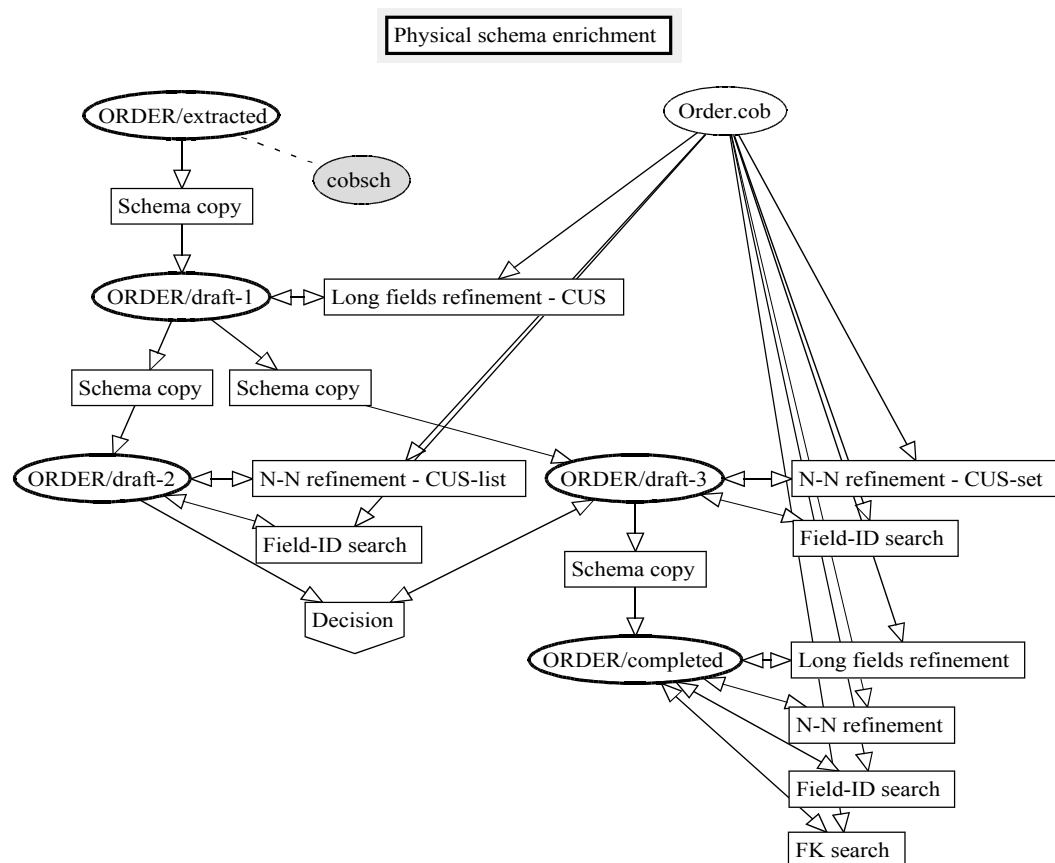 Physical schema enrichment
ORDER/extracted
Order.cob
cobsch
Schema copy
ORDER/draft-1
Long fields refinement - CUS
Schema copy
Schema copy
ORDER/draft-2
N-N refinement - CUS-list
ORDER/draft-3
N-N refinement - CUS-set
Field-ID search
Field-ID search
Schema copy
Decision
ORDER/completed
Long fields refinement
N-N refinement
Field-ID search
FK search